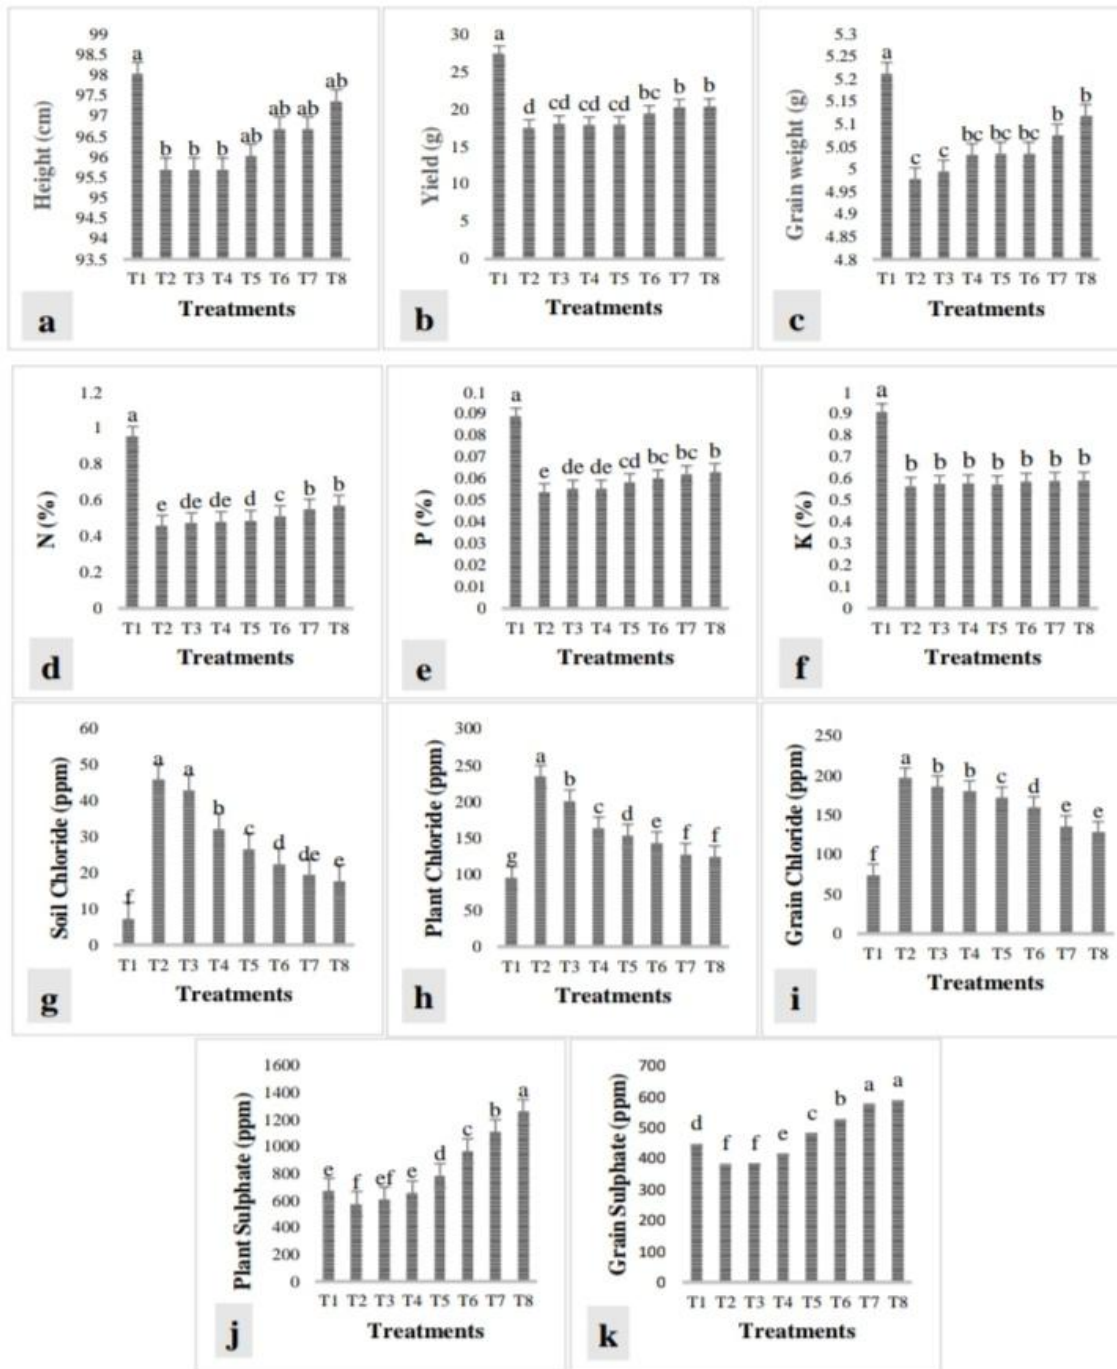 Height (cm)
99
98.5
98
97.5
97
96.5
96
95.5
95
94.5
94
93.5
a
b
b
b
ab
ab
ab
ab
T1 T2 T3 T4 T5 T6 T7 T8
Treatments
a
Yield (g)
30
25
20
15
10
5
0
a
d
cd
cd
cd
bc
b
b
T1 T2 T3 T4 T5 T6 T7 T8
Treatments
b
Grain weight (g)
5.3
5.25
5.2
5.15
5.1
5.05
5
4.95
4.9
4.85
4.8
a
c
c
bc
bc
bc
b
b
T1 T2 T3 T4 T5 T6 T7 T8
Treatments
c
N (%)
1.2
1
0.8
0.6
0.4
0.2
0
a
e
de
de
d
c
b
b
T1 T2 T3 T4 T5 T6 T7 T8
Treatments
d
P (%)
0.1
0.09
0.08
0.07
0.06
0.05
0.04
0.03
0.02
0.01
0
a
e
de
de
cd
bc
bc
b
T1 T2 T3 T4 T5 T6 T7 T8
Treatments
e
K (%)
1
0.9
0.8
0.7
0.6
0.5
0.4
0.3
0.2
0.1
0
a
b
b
b
b
b
b
b
T1 T2 T3 T4 T5 T6 T7 T8
Treatments
f
Soil Chloride (ppm)
60
50
40
30
20
10
0
f
a
a
b
c
d
de
e
T1 T2 T3 T4 T5 T6 T7 T8
Treatments
g
Plant Chloride (ppm)
300
250
200
150
100
50
0
g
a
b
c
d
e
f
f
T1 T2 T3 T4 T5 T6 T7 T8
Treatments
h
Grain Chloride (ppm)
250
200
150
100
50
0
f
a
b
b
c
d
e
e
T1 T2 T3 T4 T5 T6 T7 T8
Treatments
i
Plant Sulphate (ppm)
1600
1400
1200
1000
800
600
400
200
0
e
f
ef
e
d
c
b
a
T1 T2 T3 T4 T5 T6 T7 T8
Treatments
j
Grain Sulphate (ppm)
700
600
500
400
300
200
100
0
d
f
f
e
c
b
a
a
T1 T2 T3 T4 T5 T6 T7 T8
Treatments
k